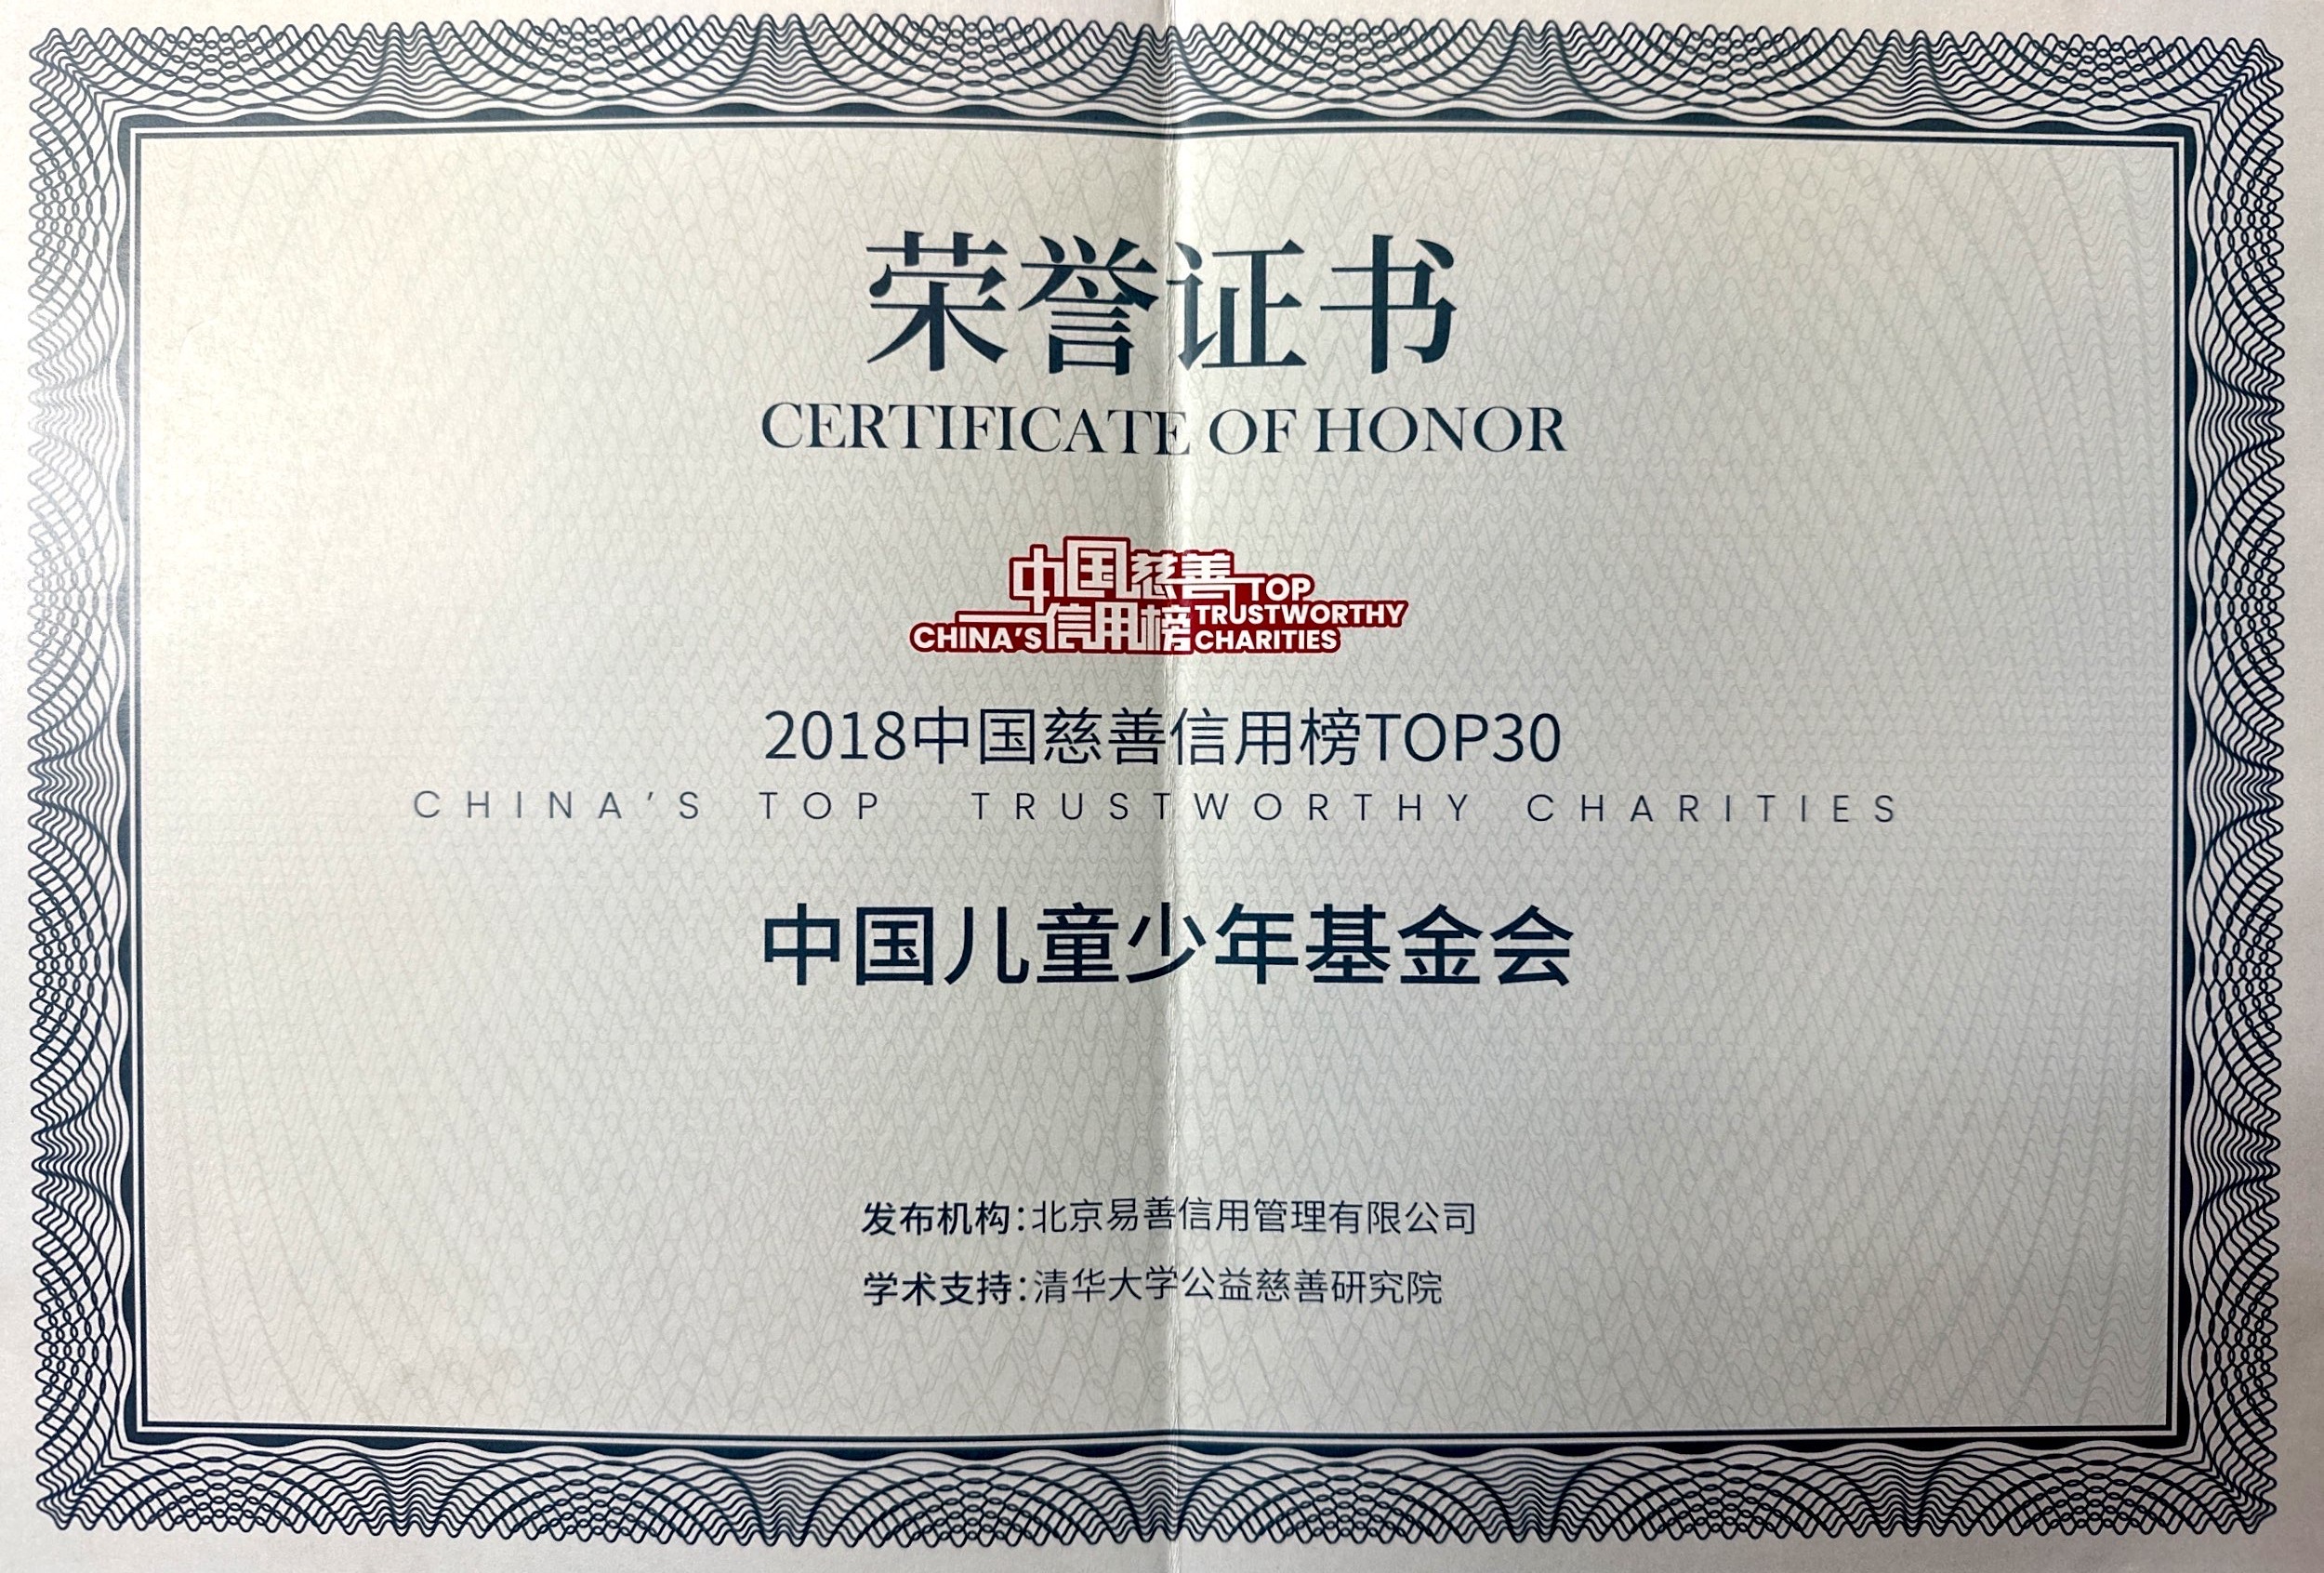 荣誉证书
CERTIFICATE OF HONOR
中国慈善 TOP
信用榜 TRUSTWORTHY
CHINA'S CHARITIES
2018中国慈善信用榜TOP30
CHINA'S TOP TRUSTWORTHY CHARITIES
中国儿童少年基金会
发布机构：北京易善信用管理有限公司
学术支持：清华大学公益慈善研究院